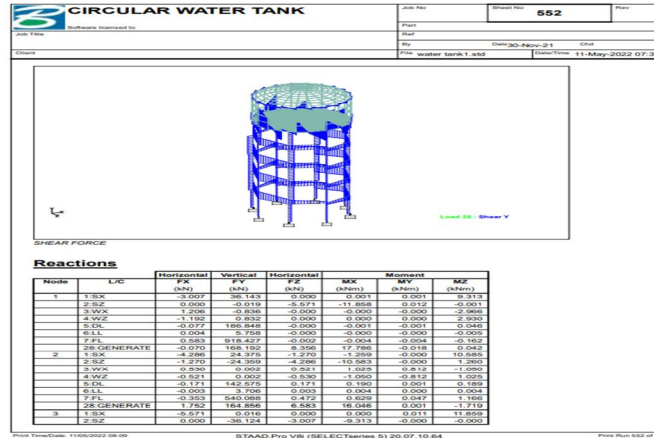 CIRCULAR WATER TANK
Software licensed to
Job No
Sheet No
552
Rev
Part
Job Title
Ref
By
Date 30-Nov-21
Chd
Client
File water tank1.std
Date/Time 11-May-2022 07:3
Load 28 : Shear Y
SHEAR FORCE
Reactions
Horizontal Vertical Horizontal Moment
Node L/C FX FY FZ MX MY MZ
(kN) (kN) (kN) (kNm) (kNm) (kNm)
1 1:SX -3.007 36.143 0.000 0.001 0.001 9.313
2:SZ 0.000 -0.019 -5.571 -11.858 0.012 -0.001
3:WX 1.206 -0.836 -0.000 -0.000 -0.000 -2.966
4:WZ -1.192 0.832 0.000 -0.000 0.000 2.930
5:DL -0.077 186.848 -0.000 -0.001 -0.001 0.046
6:LL 0.004 5.758 -0.000 -0.000 -0.000 -0.005
7:FL 0.583 918.427 -0.002 -0.004 -0.004 -0.162
28:GENERATE -0.070 168.192 8.356 17.786 -0.018 0.042
2 1:SX -4.286 24.375 -1.270 -1.259 -0.000 10.585
2:SZ -1.270 -24.359 -4.286 -10.583 -0.000 1.260
3:WX 0.530 0.002 0.521 1.025 0.812 -1.050
4:WZ -0.521 0.002 -0.530 -1.050 -0.812 1.025
5:DL -0.171 142.575 0.171 0.190 0.001 0.189
6:LL -0.003 3.706 0.003 0.004 0.000 0.004
7:FL -0.353 540.088 0.472 0.629 0.047 1.166
28:GENERATE 1.752 164.856 6.583 16.046 0.001 -1.719
3 1:SX -5.571 0.016 0.000 0.000 0.011 11.859
2:SZ 0.000 -36.124 -3.007 -9.313 -0.000 -0.000
Print Time/Date: 11/05/2022 08:09
STAAD.Pro V8i (SELECTseries 5) 20.07.10.64
Print Run 552 of